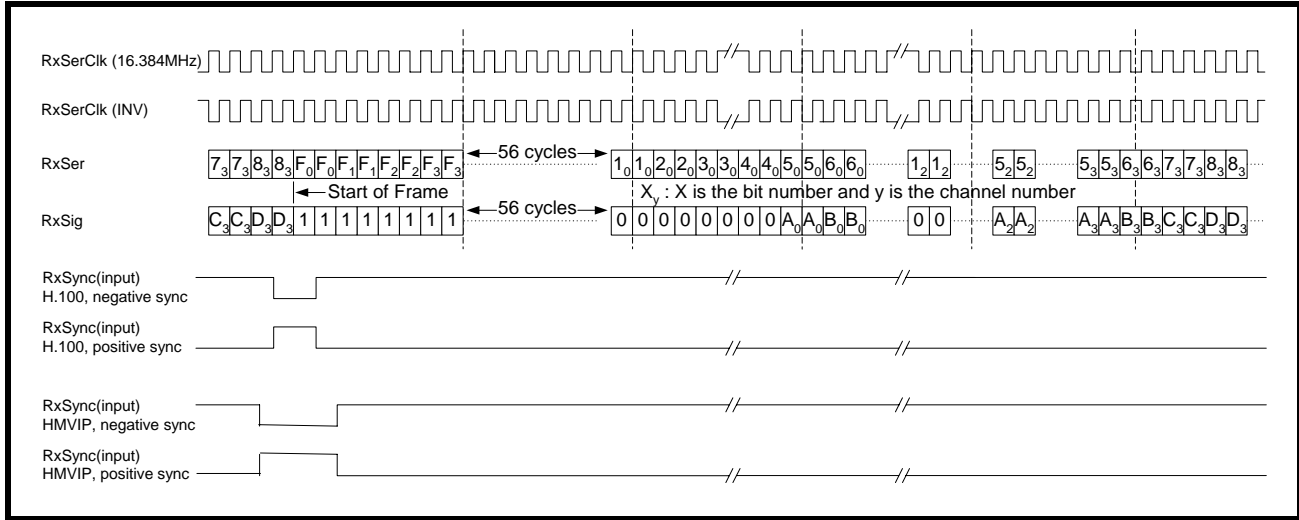 RxSerClk (16.384MHz)
RxSerClk (INV)
RxSer 7₃ 7₃ 8₃ 8₃ F₀ F₀ F₁ F₁ F₂ F₂ F₃ F₃ 56 cycles 1₀ 1₀ 2₀ 2₀ 3₀ 3₀ 4₀ 4₀ 5₀ 5₀ 6₀ 6₀ 1₂ 1₂ 5₂ 5₂ 5₃ 5₃ 6₃ 6₃ 7₃ 7₃ 8₃ 8₃
Start of Frame X_y : X is the bit number and y is the channel number
RxSig C₃ C₃ D₃ D₃ 1 1 1 1 1 1 1 1 56 cycles 0 0 0 0 0 0 0 0 A₀ A₀ B₀ B₀ 0 0 A₂ A₂ A₃ A₃ B₃ B₃ C₃ C₃ D₃ D₃
RxSync(input)
H.100, negative sync
RxSync(input)
H.100, positive sync
RxSync(input)
HMVIP, negative sync
RxSync(input)
HMVIP, positive sync